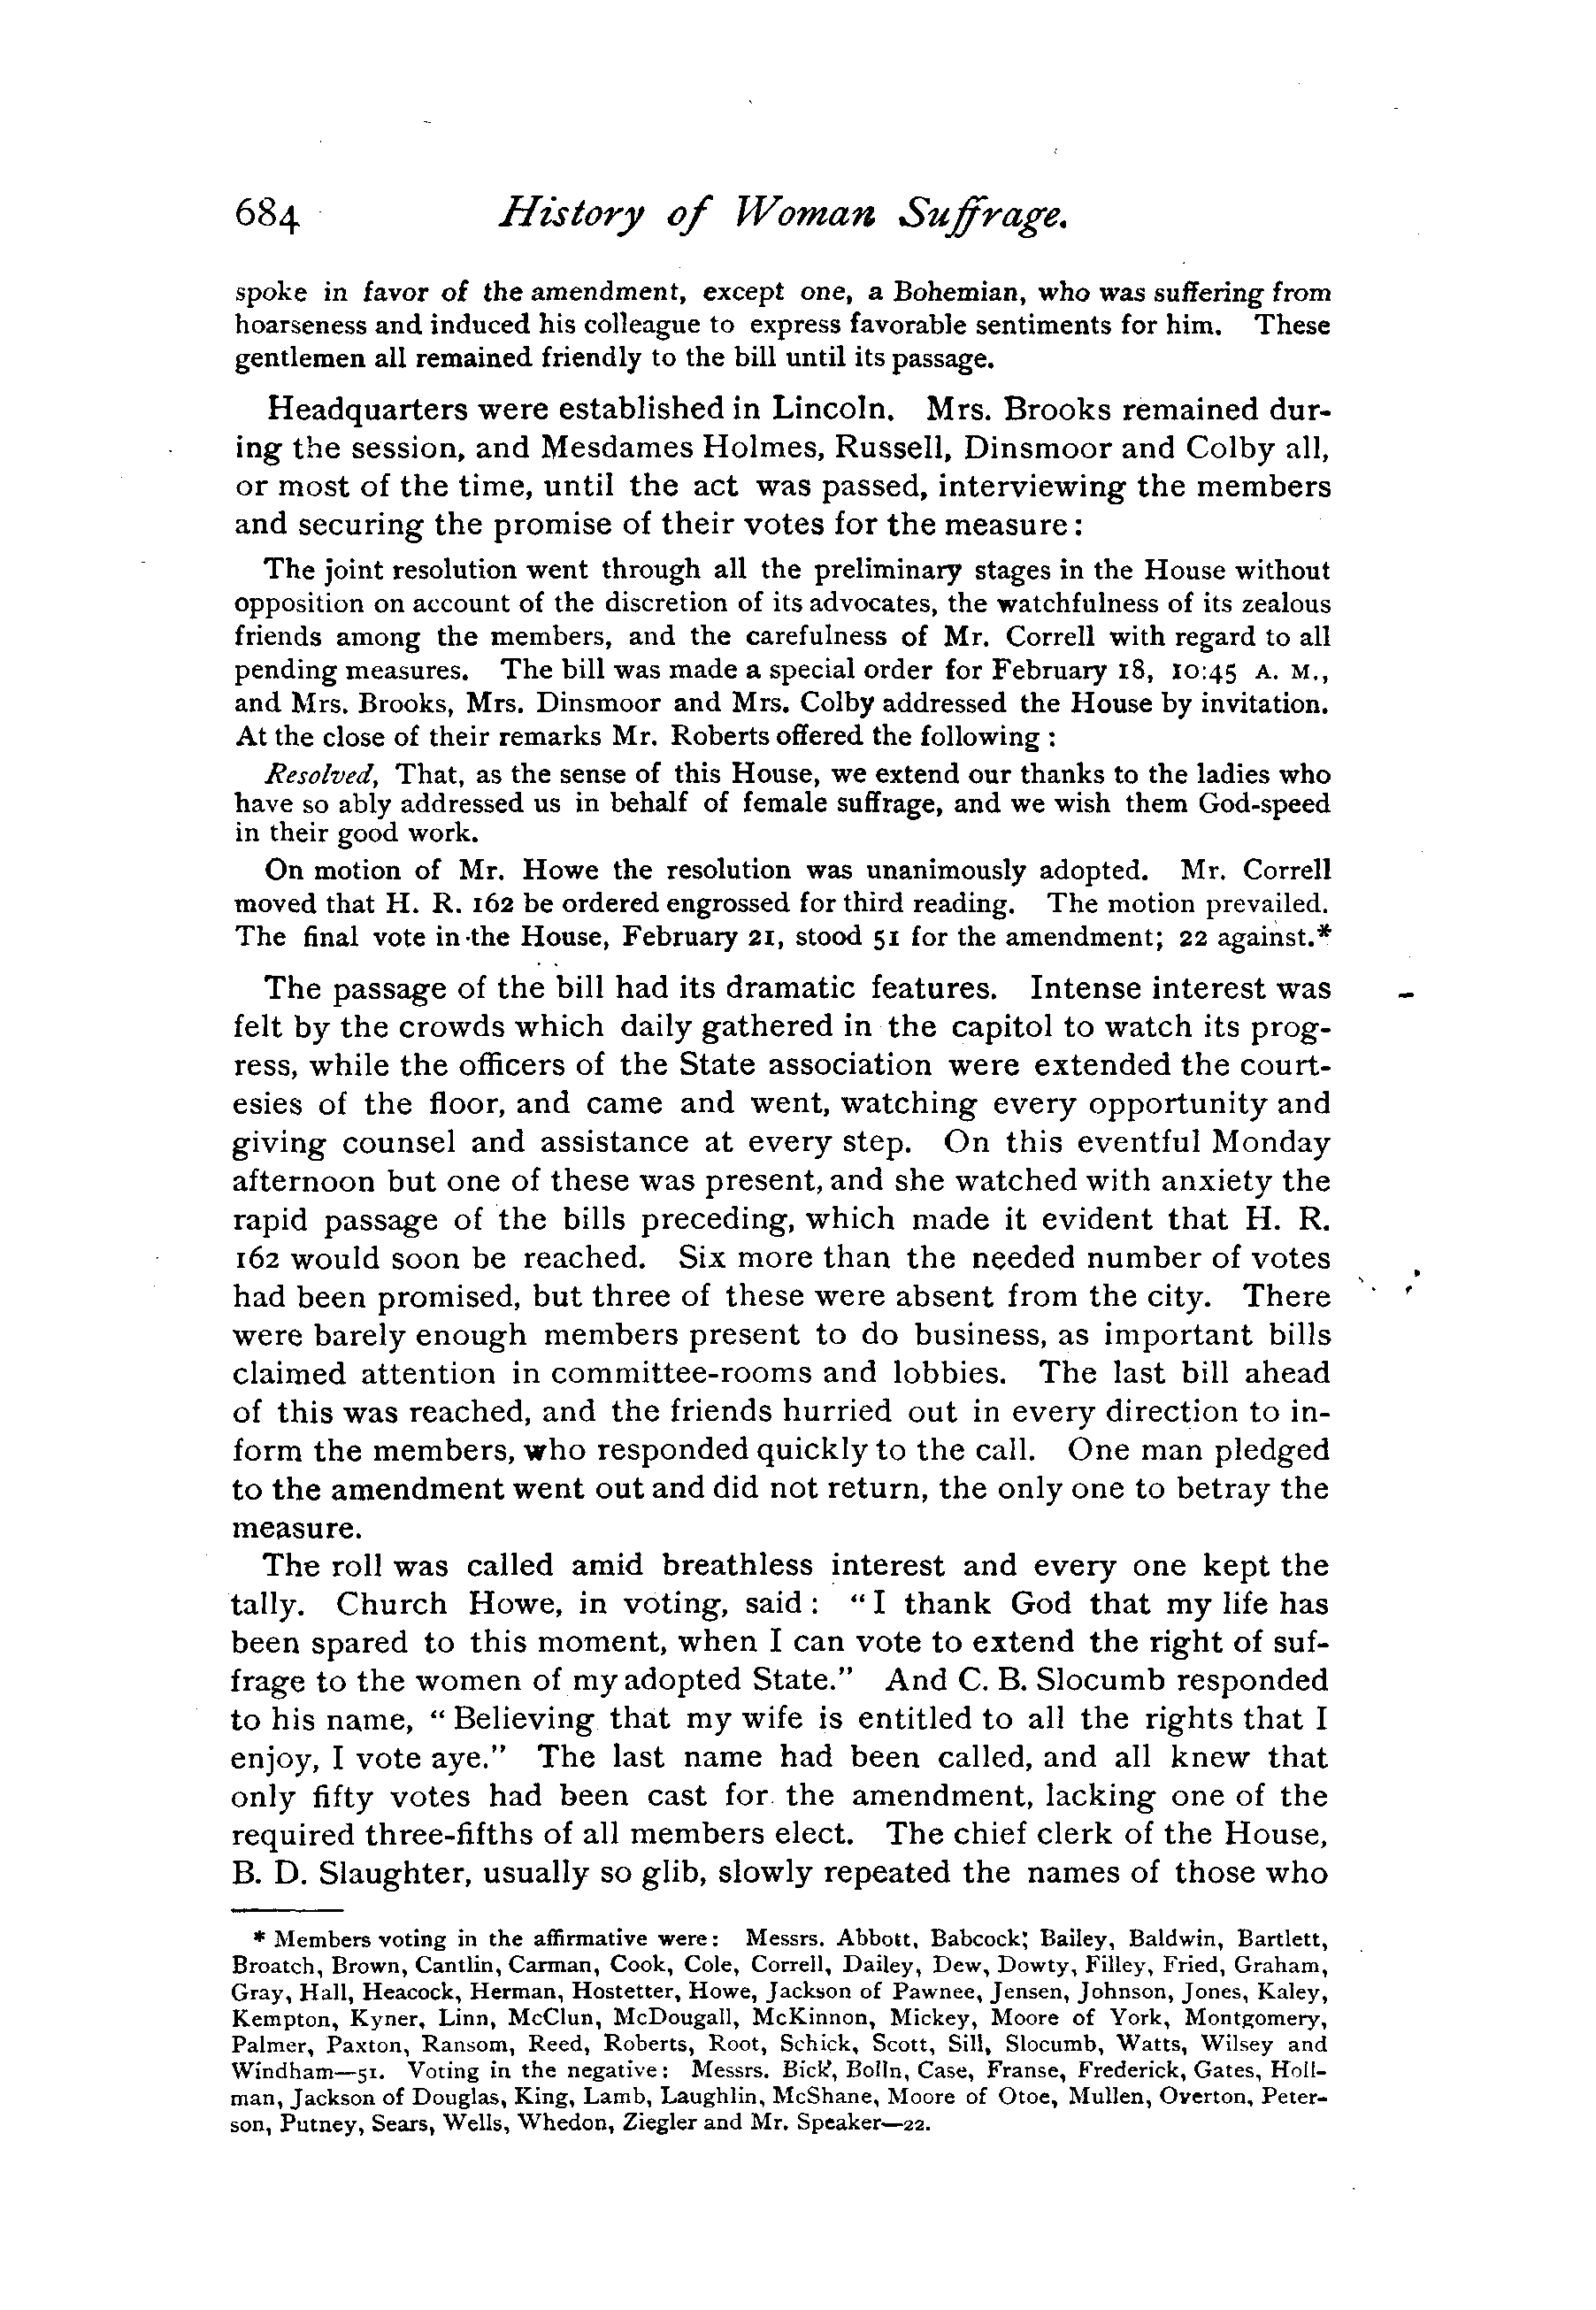 684 History of Woman Suffrage.
spoke in favor of the amendment, except one, a Bohemian, who was suffering from
hoarseness and induced his colleague to express favorable sentiments for him. These
gentlemen all remained friendly to the bill until its passage.
Headquarters were established in Lincoln. Mrs. Brooks remained dur-
ing the session, and Mesdames Holmes, Russell, Dinsmoor and Colby all,
or most of the time, until the act was passed, interviewing the members
and securing the promise of their votes for the measure :
The joint resolution went through all the preliminary stages in the House without
opposition on account of the discretion of its advocates, the watchfulness of its zealous
friends among the members, and the carefulness of Mr. Correll with regard to all
pending measures. The bill was made a special order for February 18, 10:45 A. M.,
and Mrs. Brooks, Mrs. Dinsmoor and Mrs. Colby addressed the House by invitation.
At the close of their remarks Mr. Roberts offered the following :
Resolved, That, as the sense of this House, we extend our thanks to the ladies who
have so ably addressed us in behalf of female suffrage, and we wish them God-speed
in their good work.
On motion of Mr. Howe the resolution was unanimously adopted. Mr. Correll
moved that H. R. 162 be ordered engrossed for third reading. The motion prevailed.
The final vote in the House, February 21, stood 51 for the amendment; 22 against.*
The passage of the bill had its dramatic features. Intense interest was
felt by the crowds which daily gathered in the capitol to watch its prog-
ress, while the officers of the State association were extended the court-
esies of the floor, and came and went, watching every opportunity and
giving counsel and assistance at every step. On this eventful Monday
afternoon but one of these was present, and she watched with anxiety the
rapid passage of the bills preceding, which made it evident that H. R.
162 would soon be reached. Six more than the needed number of votes
had been promised, but three of these were absent from the city. There
were barely enough members present to do business, as important bills
claimed attention in committee-rooms and lobbies. The last bill ahead
of this was reached, and the friends hurried out in every direction to in-
form the members, who responded quickly to the call. One man pledged
to the amendment went out and did not return, the only one to betray the
measure.
The roll was called amid breathless interest and every one kept the
tally. Church Howe, in voting, said : "I thank God that my life has
been spared to this moment, when I can vote to extend the right of suf-
frage to the women of my adopted State." And C. B. Slocumb responded
to his name, "Believing that my wife is entitled to all the rights that I
enjoy, I vote aye." The last name had been called, and all knew that
only fifty votes had been cast for the amendment, lacking one of the
required three-fifths of all members elect. The chief clerk of the House,
B. D. Slaughter, usually so glib, slowly repeated the names of those who
* Members voting in the affirmative were: Messrs. Abbott, Babcock, Bailey, Baldwin, Bartlett,
Broatch, Brown, Cantlin, Carman, Cook, Cole, Correll, Dailey, Dew, Dowty, Filley, Fried, Graham,
Gray, Hall, Heacock, Herman, Hostetter, Howe, Jackson of Pawnee, Jensen, Johnson, Jones, Kaley,
Kempton, Kyner, Linn, McClun, McDougall, McKinnon, Mickey, Moore of York, Montgomery,
Palmer, Paxton, Ransom, Reed, Roberts, Root, Schick, Scott, Sill, Slocumb, Watts, Wilsey and
Windham—51. Voting in the negative: Messrs. Bick, Bolln, Case, Franse, Frederick, Gates, Holl-
man, Jackson of Douglas, King, Lamb, Laughlin, McShane, Moore of Otoe, Mullen, Overton, Peter-
son, Putney, Sears, Wells, Whedon, Ziegler and Mr. Speaker—22.